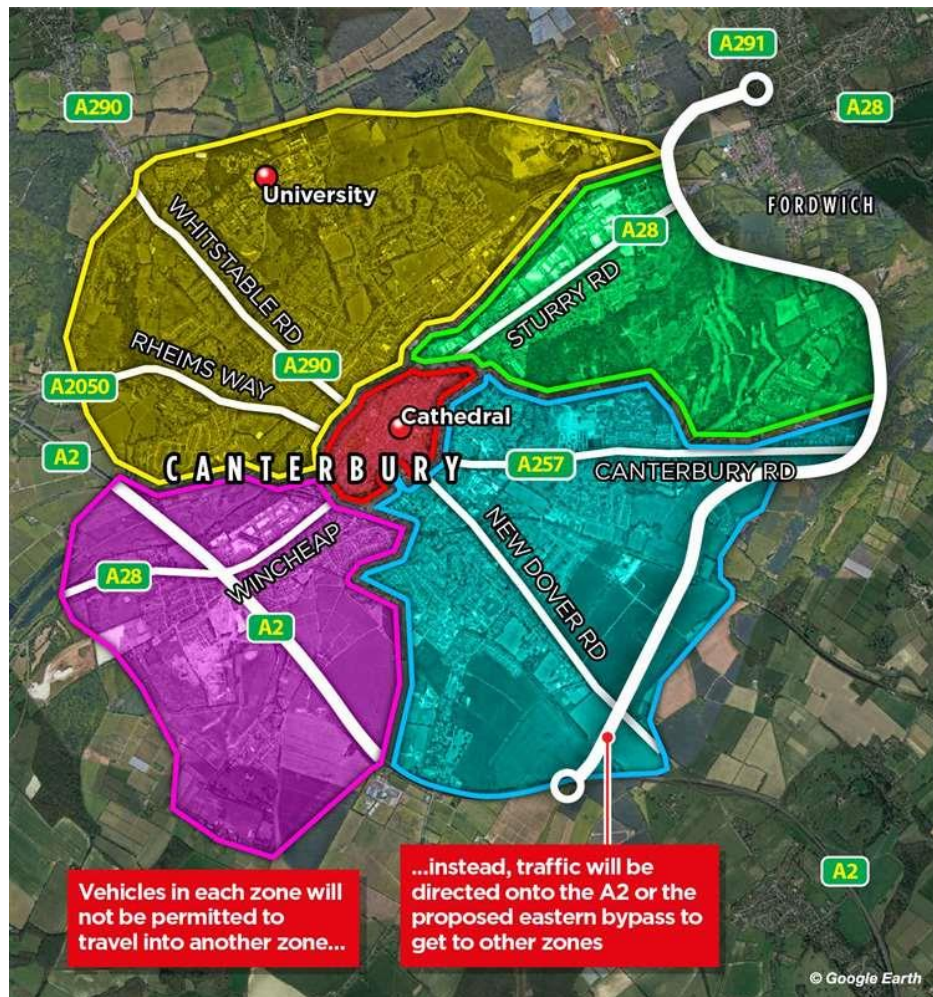 A291
A290
A28
University
FORDWICH
WHITSTABLE RD
A28
STURRY RD
RHEIMS WAY
A290
A2050
Cathedral
A2
CANTERBURY
A257
CANTERBURY RD
NEW DOVER RD
WINCHEAP
A28
A2
Vehicles in each zone will
not be permitted to
travel into another zone...
...instead, traffic will be
directed onto the A2 or the
proposed eastern bypass to
get to other zones
A2
© Google Earth